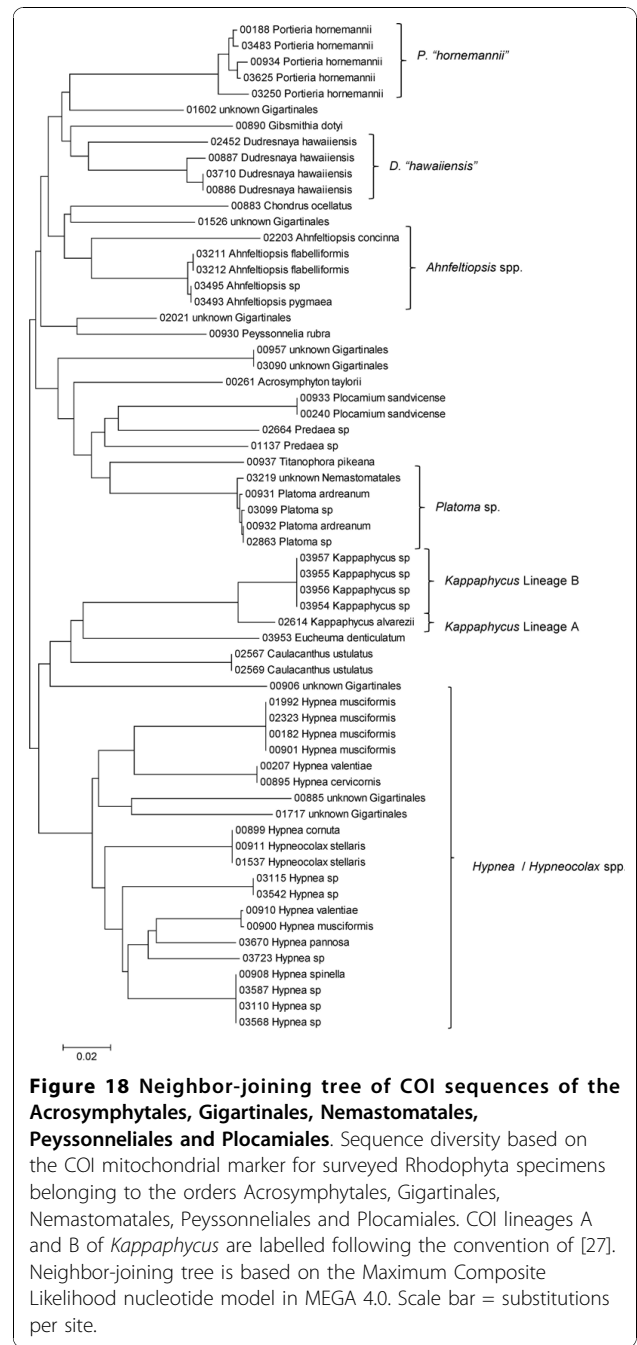 00188 Portieria hornemannii
03483 Portieria hornemannii
00934 Portieria hornemannii
03625 Portieria hornemannii
03250 Portieria hornemannii
P. "hornemannii"
01602 unknown Gigartinales
00890 Gibsmithia dotyi
02452 Dudresnaya hawaiiensis
00887 Dudresnaya hawaiiensis
03710 Dudresnaya hawaiiensis
00886 Dudresnaya hawaiiensis
D. "hawaiiensis"
00883 Chondrus ocellatus
01526 unknown Gigartinales
02203 Ahnfeltiopsis concinna
03211 Ahnfeltiopsis flabelliformis
03212 Ahnfeltiopsis flabelliformis
03495 Ahnfeltiopsis sp
03493 Ahnfeltiopsis pygmaea
Ahnfeltiopsis spp.
02021 unknown Gigartinales
00930 Peyssonnelia rubra
00957 unknown Gigartinales
03090 unknown Gigartinales
00261 Acrosymphyton taylorii
00933 Plocamium sandvicense
00240 Plocamium sandvicense
02664 Predaea sp
01137 Predaea sp
00937 Titanophora pikeana
03219 unknown Nemastomatales
00931 Platoma ardreanum
03099 Platoma sp
00932 Platoma ardreanum
02863 Platoma sp
Platoma sp.
03957 Kappaphycus sp
03955 Kappaphycus sp
03956 Kappaphycus sp
03954 Kappaphycus sp
Kappaphycus Lineage B
02614 Kappaphycus alvarezii
Kappaphycus Lineage A
03953 Eucheuma denticulatum
02567 Caulacanthus ustulatus
02569 Caulacanthus ustulatus
00906 unknown Gigartinales
01992 Hypnea musciformis
02323 Hypnea musciformis
00182 Hypnea musciformis
00901 Hypnea musciformis
00207 Hypnea valentiae
00895 Hypnea cervicornis
00885 unknown Gigartinales
01717 unknown Gigartinales
00899 Hypnea cornuta
00911 Hypneocolax stellaris
01537 Hypneocolax stellaris
03115 Hypnea sp
03542 Hypnea sp
00910 Hypnea valentiae
00900 Hypnea musciformis
03670 Hypnea pannosa
03723 Hypnea sp
00908 Hypnea spinella
03587 Hypnea sp
03110 Hypnea sp
03568 Hypnea sp
Hypnea / Hypneocolax spp.
0.02
Figure 18 Neighbor-joining tree of COI sequences of the
Acrosymphytales, Gigartinales, Nemastomatales,
Peyssonneliales and Plocamiales. Sequence diversity based on
the COI mitochondrial marker for surveyed Rhodophyta specimens
belonging to the orders Acrosymphytales, Gigartinales,
Nemastomatales, Peyssonneliales and Plocamiales. COI lineages A
and B of Kappaphycus are labelled following the convention of [27].
Neighbor-joining tree is based on the Maximum Composite
Likelihood nucleotide model in MEGA 4.0. Scale bar = substitutions
per site.